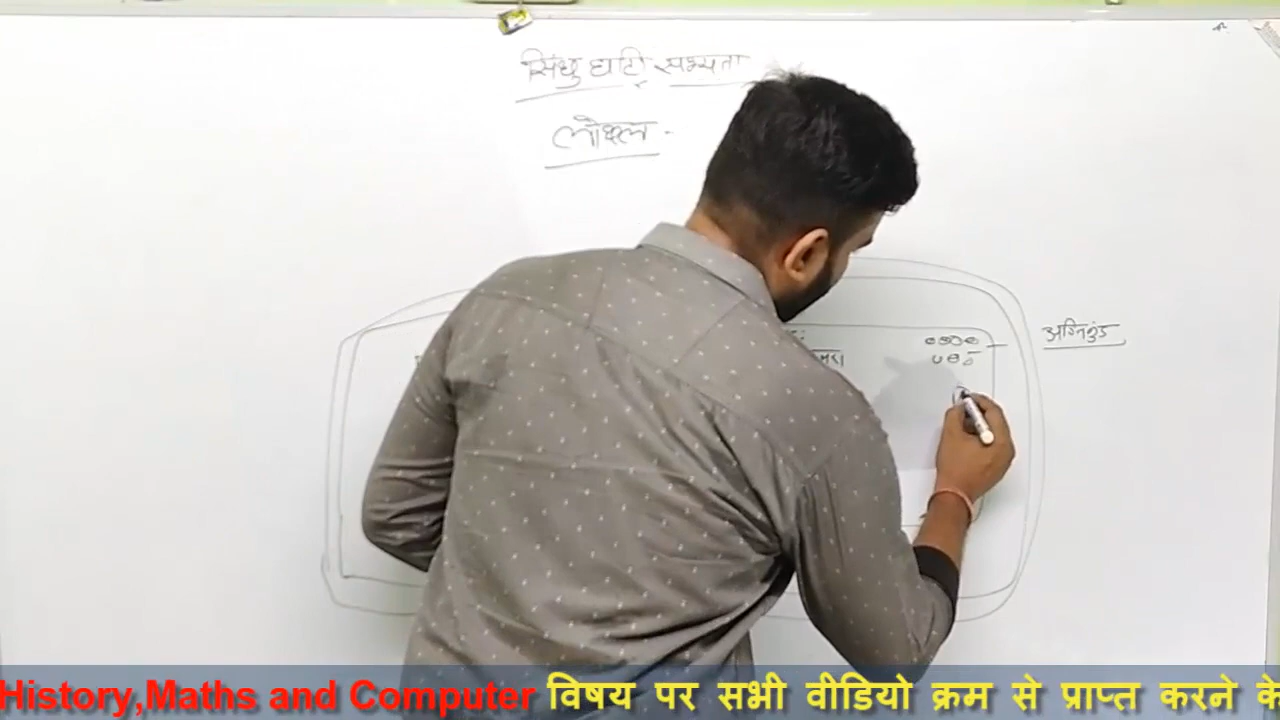 सिंधु घाटी सभ्यता
लोथल
अग्निकुंड
History,Maths and Computer विषय पर सभी वीडियो क्रम से प्राप्त करने के